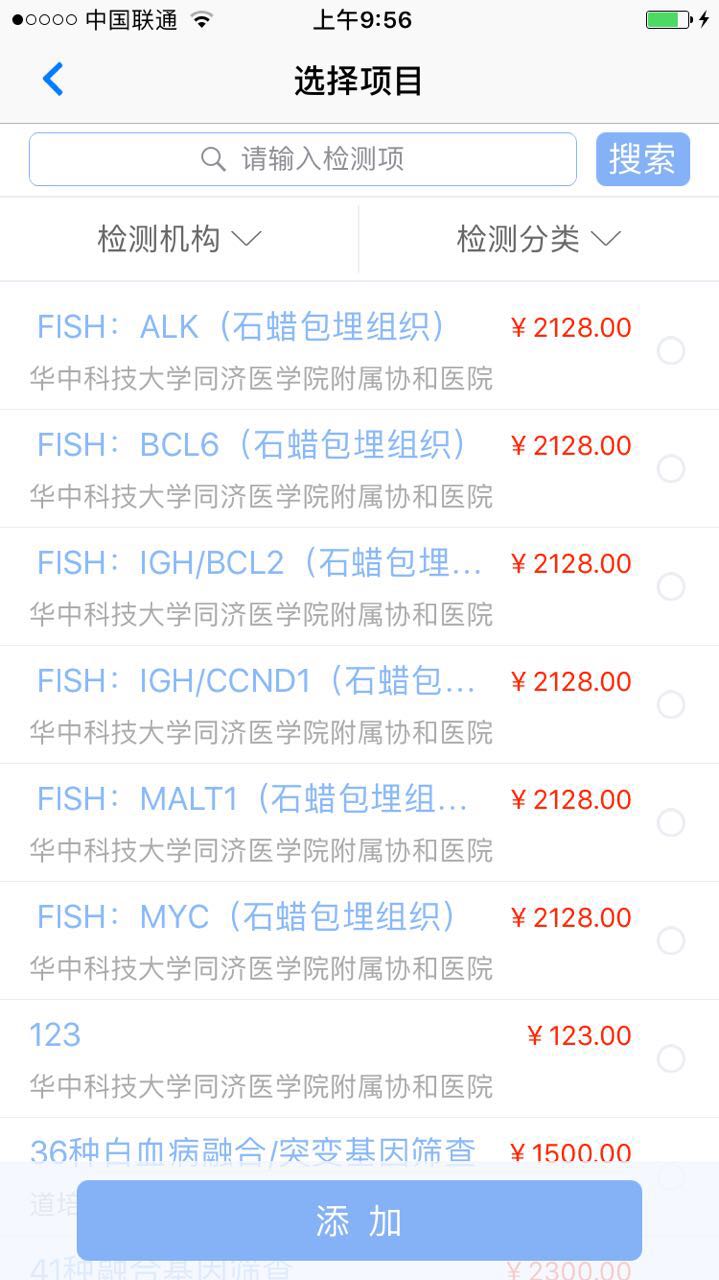 中国联通 上午9:56
选择项目
请输入检测项 搜索
检测机构 检测分类
FISH：ALK（石蜡包埋组织） ¥ 2128.00
华中科技大学同济医学院附属协和医院
FISH：BCL6（石蜡包埋组织） ¥ 2128.00
华中科技大学同济医学院附属协和医院
FISH：IGH/BCL2（石蜡包埋... ¥ 2128.00
华中科技大学同济医学院附属协和医院
FISH：IGH/CCND1（石蜡包... ¥ 2128.00
华中科技大学同济医学院附属协和医院
FISH：MALT1（石蜡包埋组... ¥ 2128.00
华中科技大学同济医学院附属协和医院
FISH：MYC（石蜡包埋组织） ¥ 2128.00
华中科技大学同济医学院附属协和医院
123 ¥ 123.00
华中科技大学同济医学院附属协和医院
36种白血病融合/突变基因筛查 ¥ 1500.00
道培
添 加
41种融合基因筛查 ¥ 2300.00